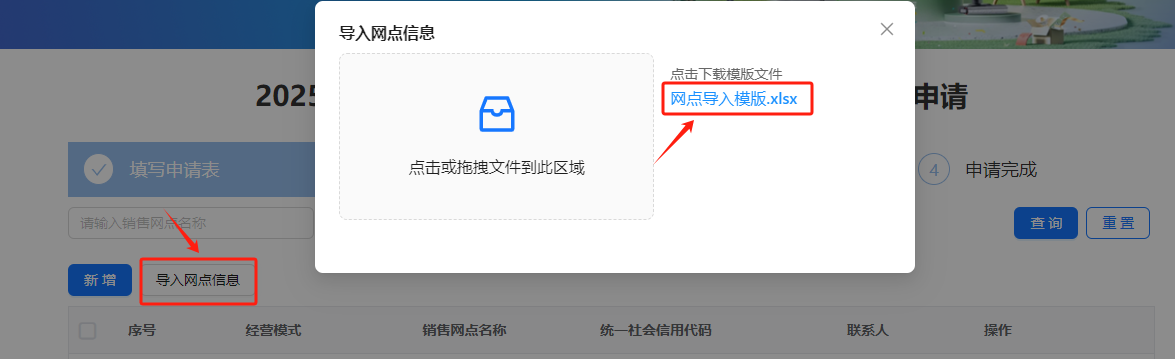 导入网点信息
点击下载模版文件
网点导入模版.xlsx
点击或拖拽文件到此区域
2025
申请
填写申请表
4 申请完成
请输入销售网点名称
查询 重置
新增 导入网点信息
序号 经营模式 销售网点名称 统一社会信用代码 联系人 操作